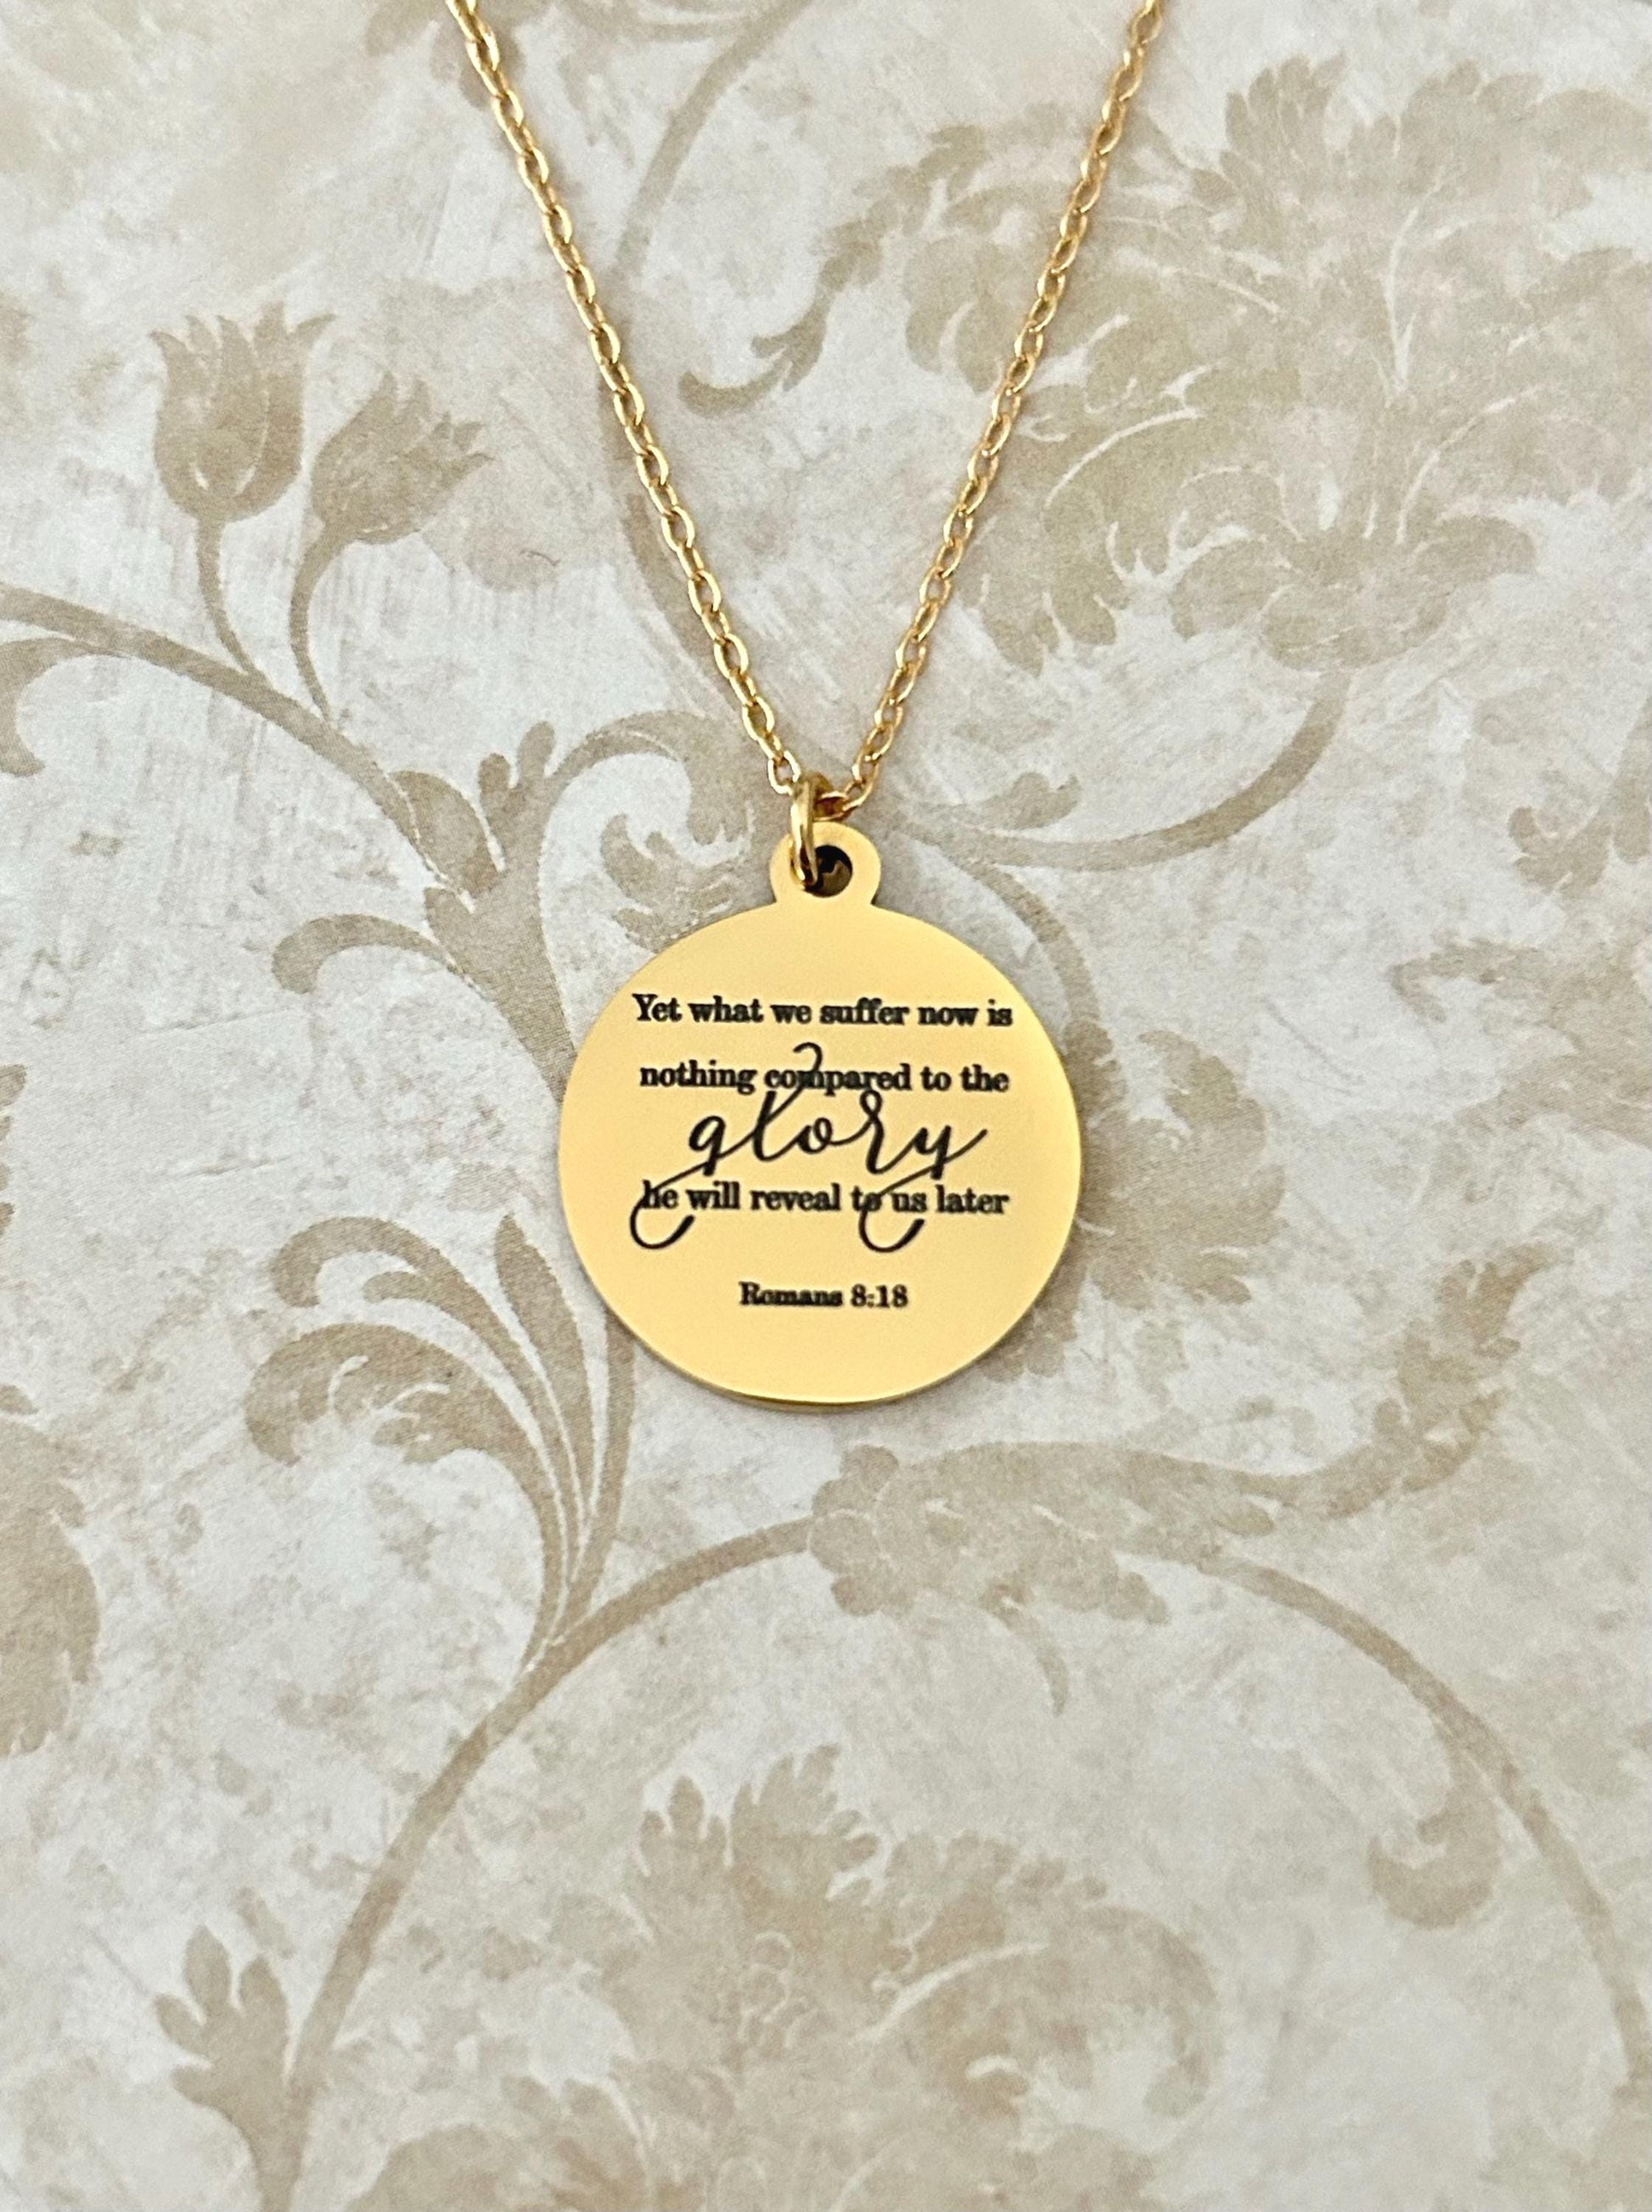 Yet what we suffer now is
nothing compared to the
glory
he will reveal to us later
Romans 8:18